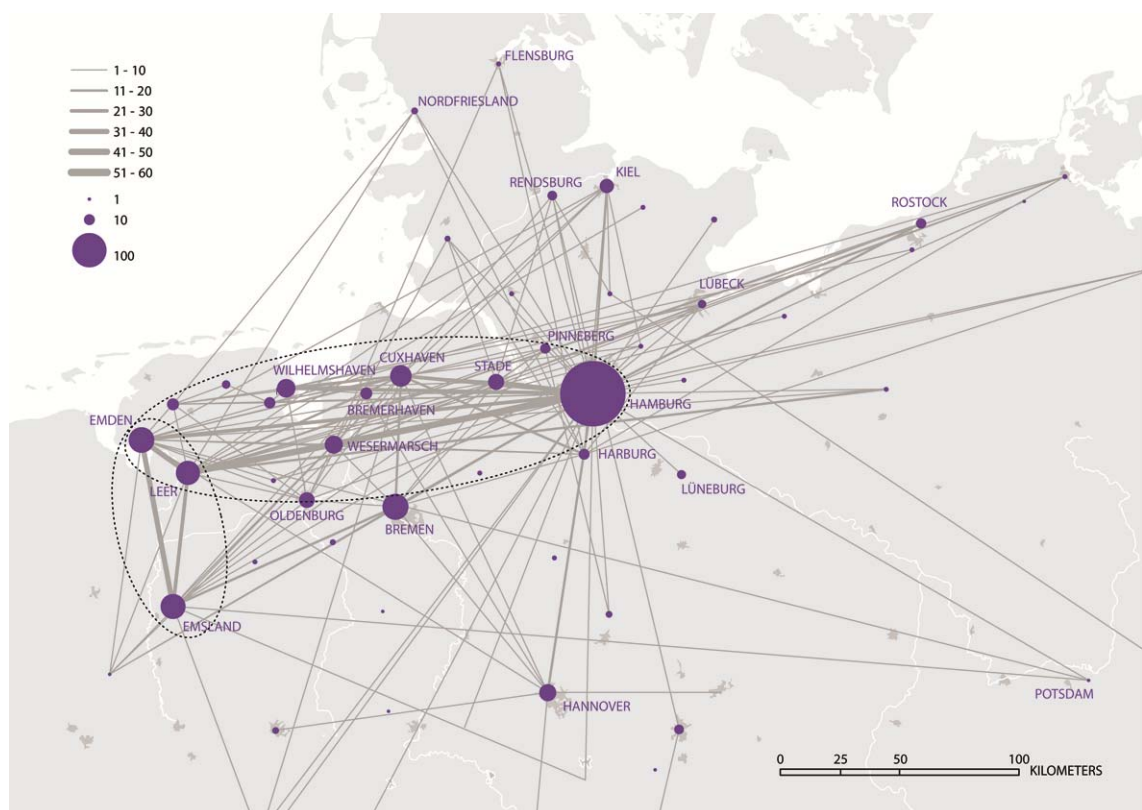 FLENSBURG
1 - 10
11 - 20
NORDFRIESLAND
21 - 30
31 - 40
41 - 50
51 - 60
KIEL
RENDSBURG
1
ROSTOCK
10
100
LÜBECK
PINNEBERG
CUXHAVEN
STADE
WILHELMSHAVEN
HAMBURG
BREMERHAVEN
EMDEN
WESERMARSCH
HARBURG
LÜNEBURG
LEER
OLDENBURG
BREMEN
EMSLAND
POTSDAM
HANNOVER
0 25 50 100
KILOMETERS